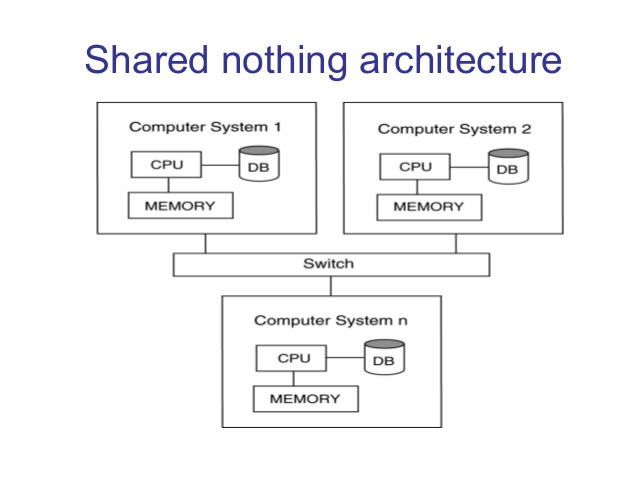 Shared nothing architecture
Computer System 1
CPU
DB
MEMORY
Computer System 2
CPU
DB
MEMORY
Switch
Computer System n
CPU
DB
MEMORY